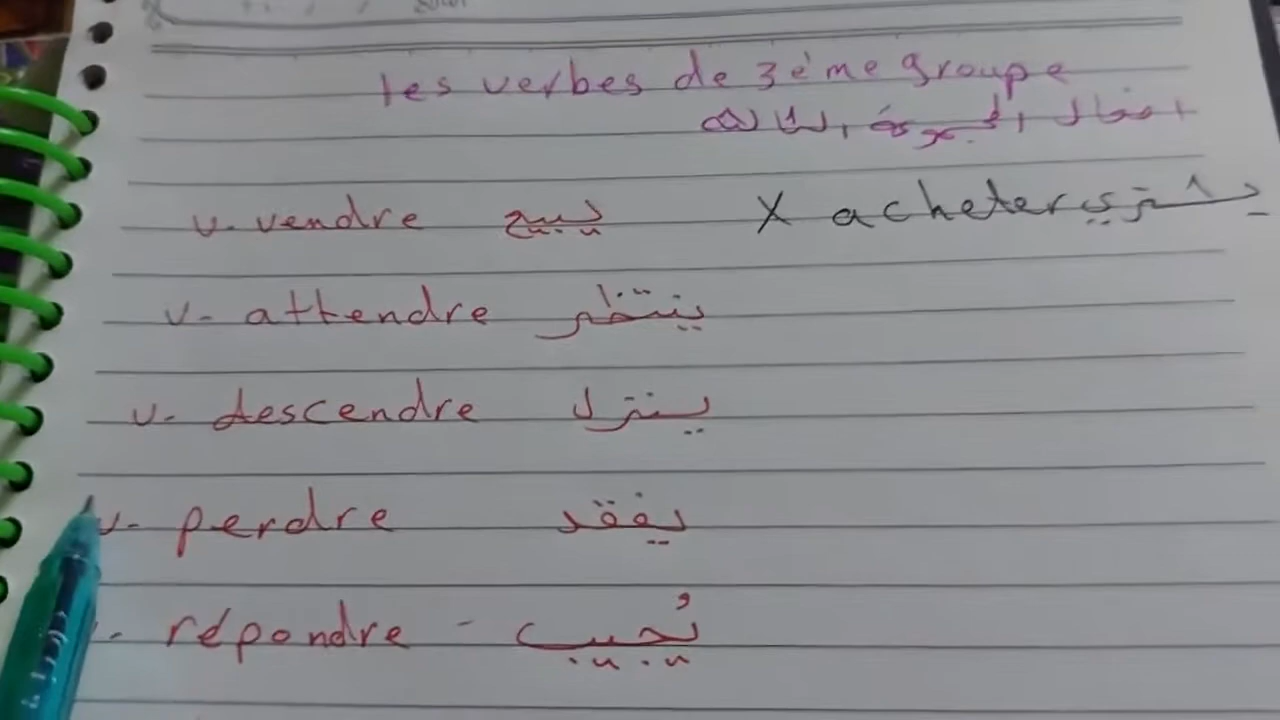 les verbes de 3ème groupe
افعال المجموعة الثالثة
v. vendre يبيع X acheter يشتري
v- attendre ينتظر
v- descendre ينزل
v- perdre يفقد
- répondre - يُجيب